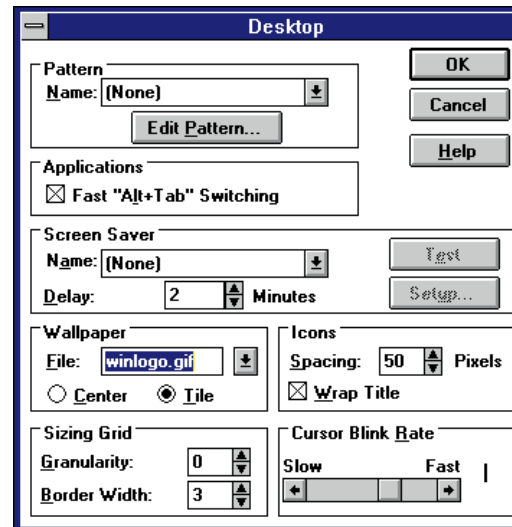 Desktop
Pattern
Name: (None)
Edit Pattern...
OK
Cancel
Help
Applications
Fast "Alt+Tab" Switching
Screen Saver
Name: (None)
Delay: 2 Minutes
Test
Setup...
Wallpaper
File: winlogo.gif
Center Tile
Icons
Spacing: 50 Pixels
Wrap Title
Sizing Grid
Granularity: 0
Border Width: 3
Cursor Blink Rate
Slow Fast